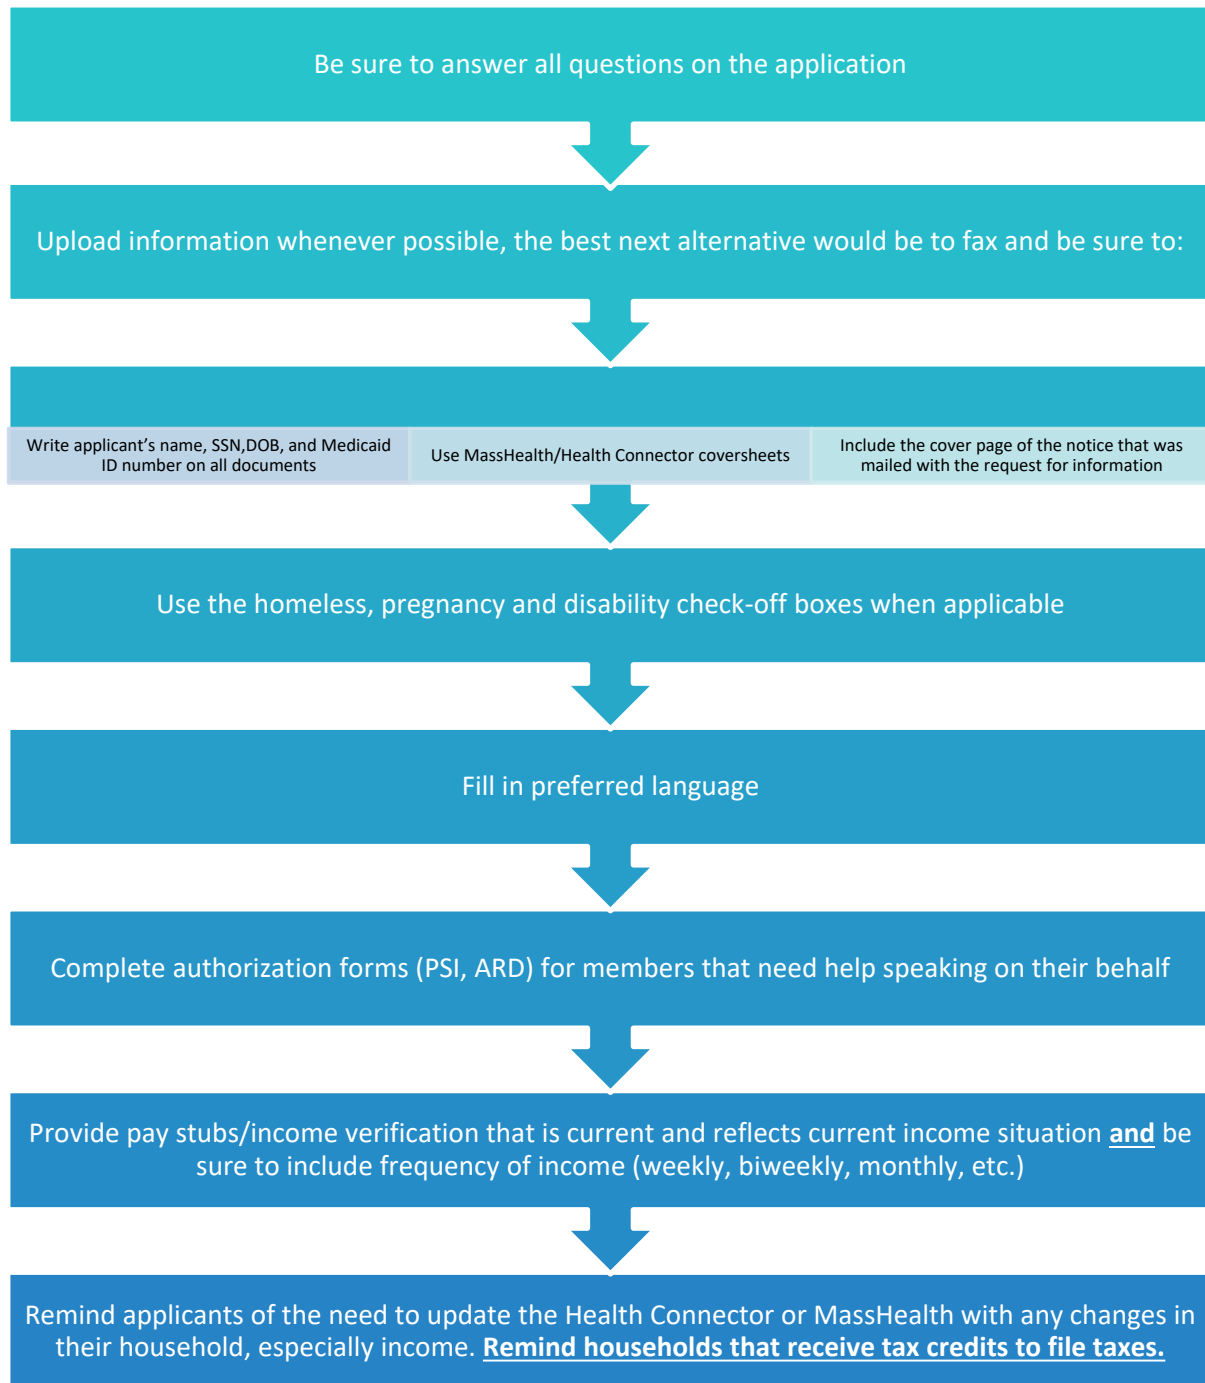 Be sure to answer all questions on the application
Upload information whenever possible, the best next alternative would be to fax and be sure to:
Write applicant's name, SSN,DOB, and Medicaid
ID number on all documents
Use MassHealth/Health Connector coversheets
Include the cover page of the notice that was
mailed with the request for information
Use the homeless, pregnancy and disability check-off boxes when applicable
Fill in preferred language
Complete authorization forms (PSI, ARD) for members that need help speaking on their behalf
Provide pay stubs/income verification that is current and reflects current income situation and be
sure to include frequency of income (weekly, biweekly, monthly, etc.)
Remind applicants of the need to update the Health Connector or MassHealth with any changes in
their household, especially income. Remind households that receive tax credits to file taxes.